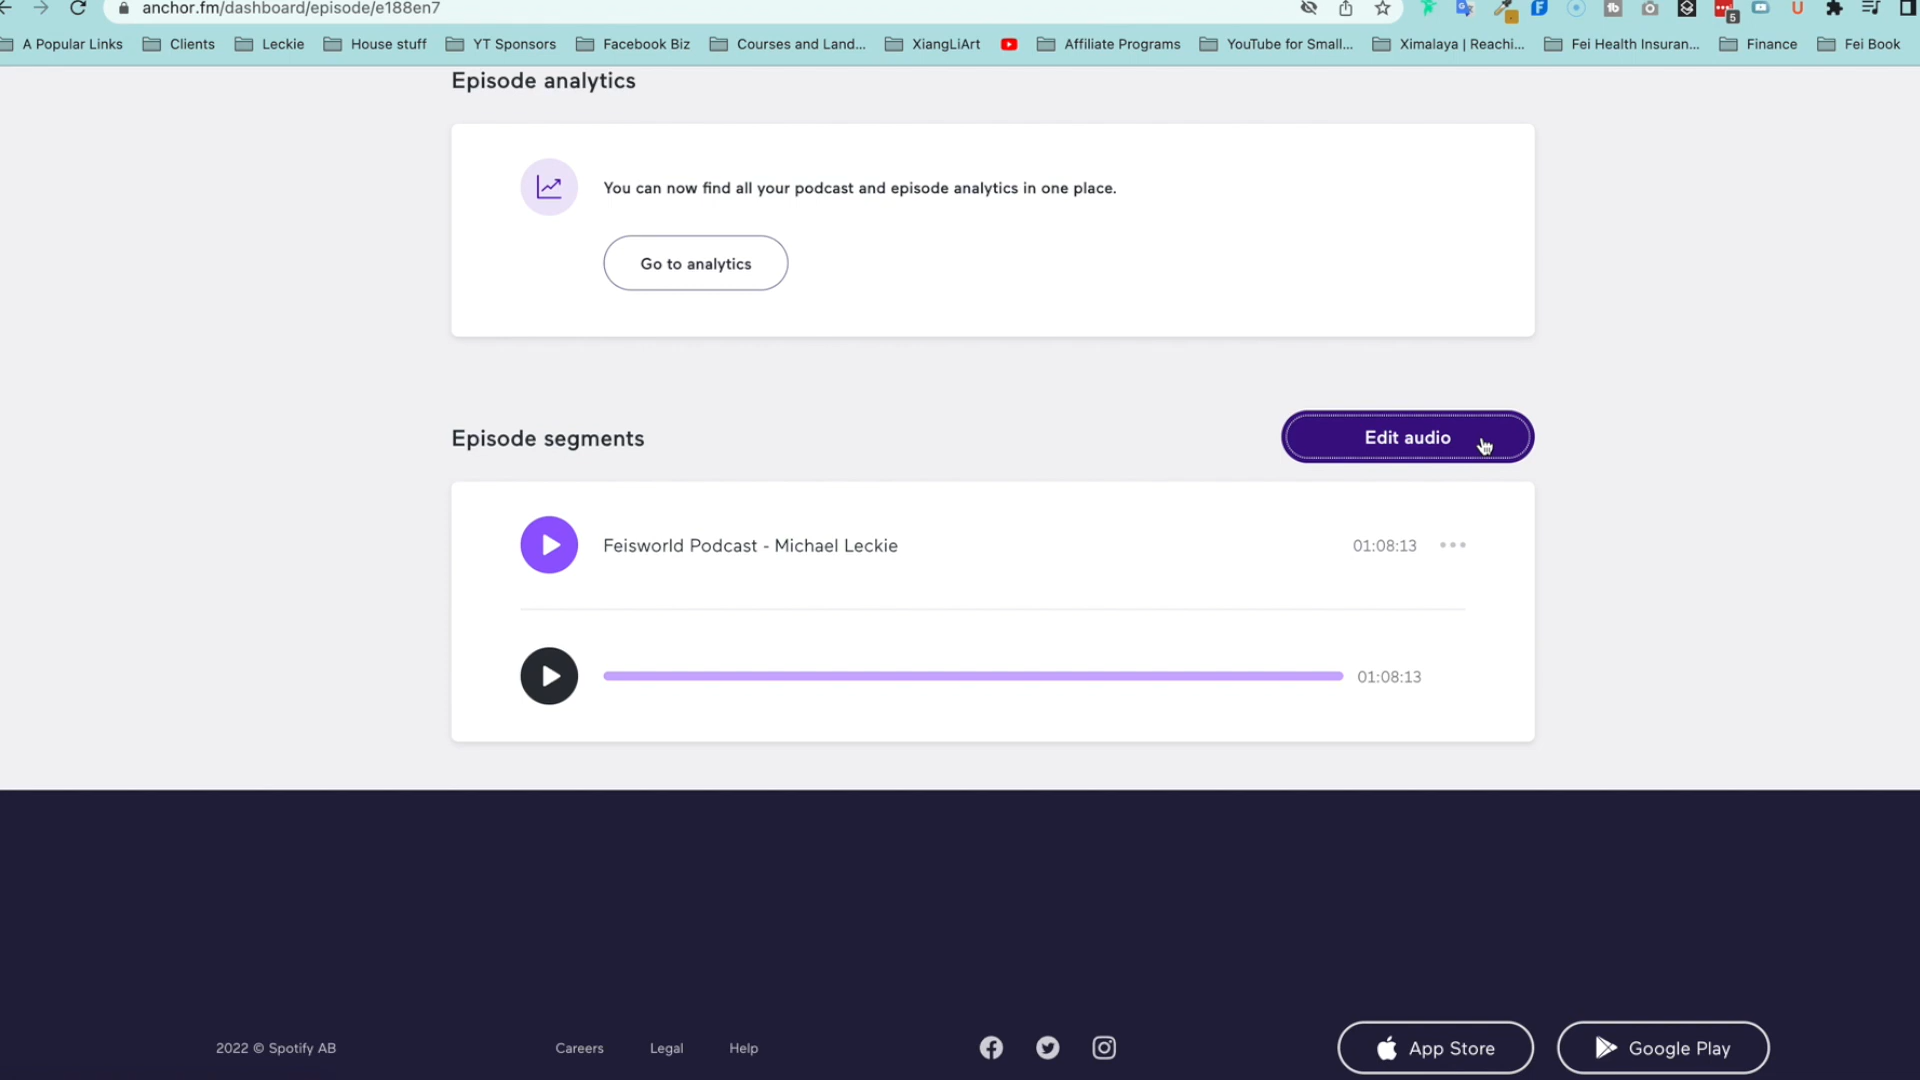 anchor.fm/dashboard/episode/e188en7
A Popular Links Clients Leckie House stuff YT Sponsors Facebook Biz Courses and Land... XiangLiArt Affiliate Programs YouTube for Small... Ximalaya | Reachi... Fei Health Insuran... Finance Fei Book
Episode analytics
You can now find all your podcast and episode analytics in one place.
Go to analytics
Episode segments
Edit audio
Feisworld Podcast - Michael Leckie 01:08:13
01:08:13
2022 © Spotify AB Careers Legal Help App Store Google Play